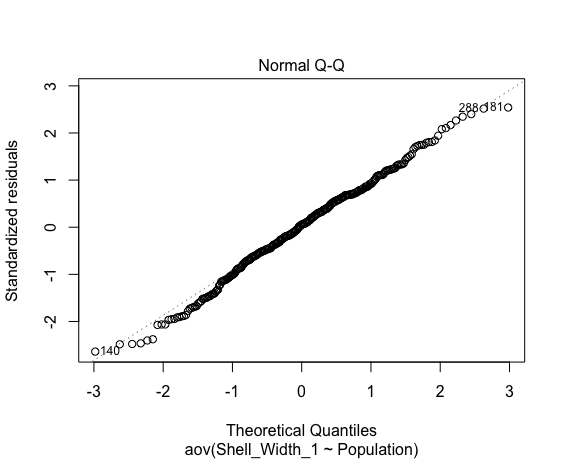 Normal Q-Q
Standardized residuals
3
2
1
0
-1
-2
288 181
140
-3 -2 -1 0 1 2 3
Theoretical Quantiles
aov(Shell_Width_1 ~ Population)